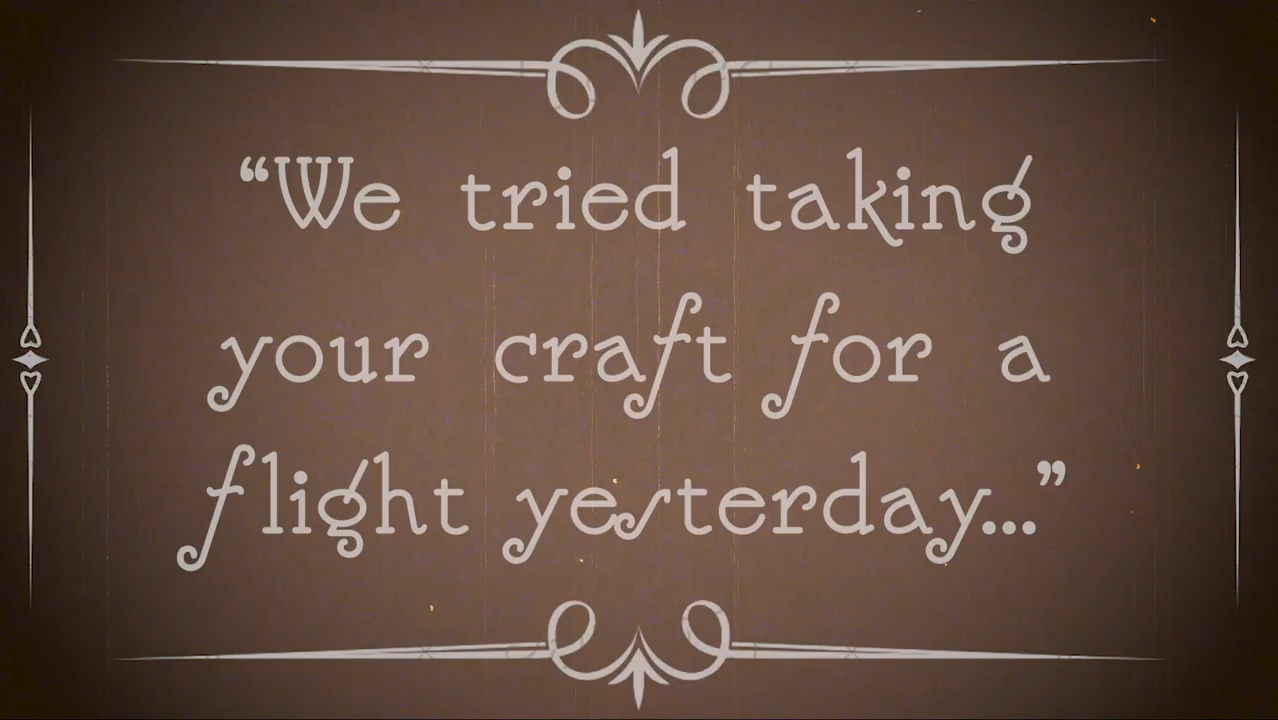 “We tried taking
your craft for a
flight yesterday...”